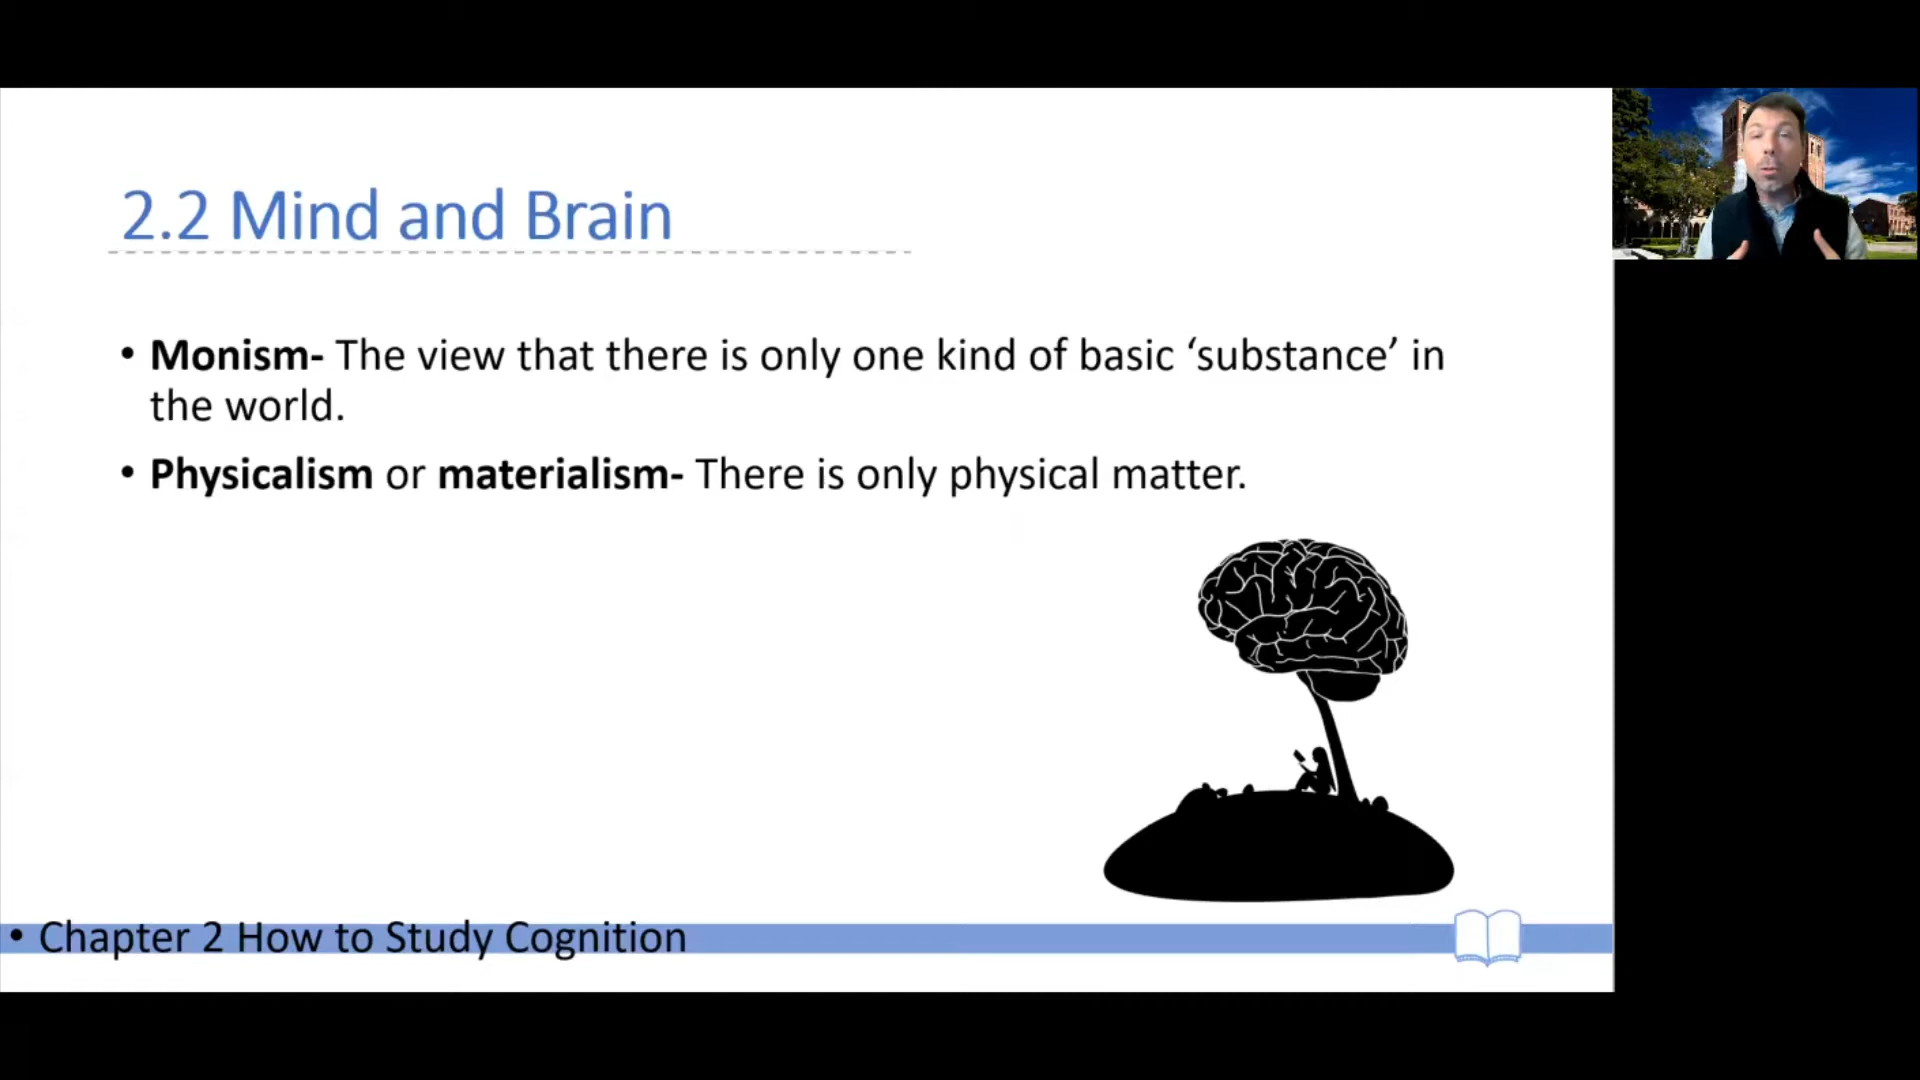 2.2 Mind and Brain
• Monism- The view that there is only one kind of basic ‘substance’ in
the world.
• Physicalism or materialism- There is only physical matter.
• Chapter 2 How to Study Cognition